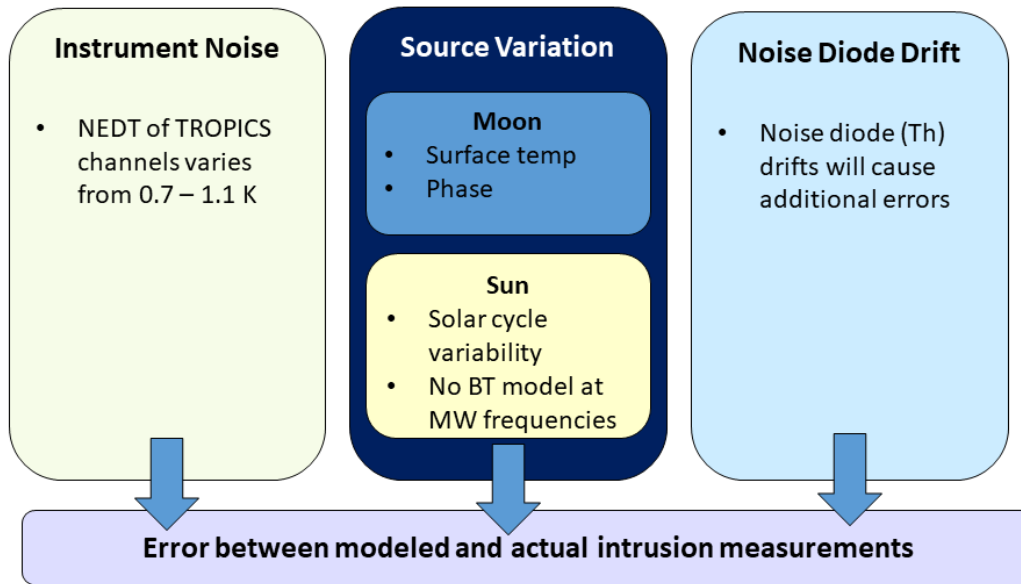 Instrument Noise
• NEDT of TROPICS
channels varies
from 0.7 – 1.1 K
Source Variation
Moon
• Surface temp
• Phase
Sun
• Solar cycle
variability
• No BT model at
MW frequencies
Noise Diode Drift
• Noise diode (Th)
drifts will cause
additional errors
Error between modeled and actual intrusion measurements